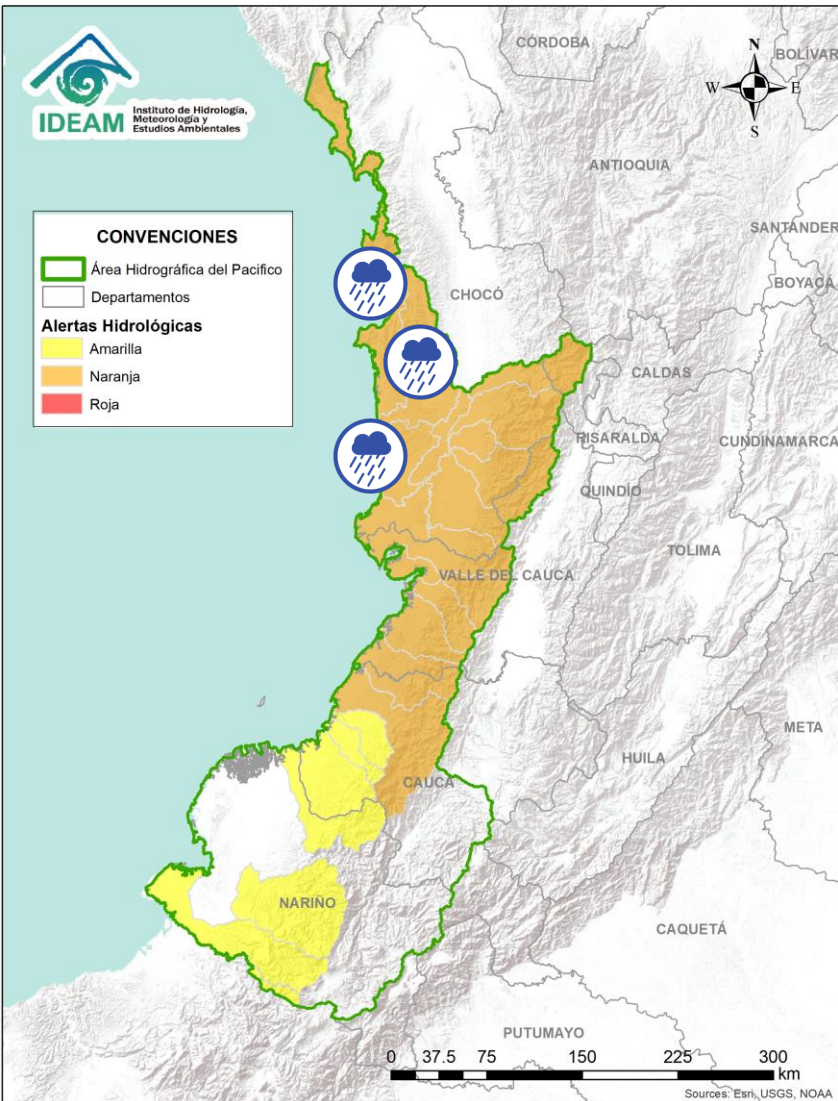 IDEAM
Instituto de Hidrología,
Meteorología y
Estudios Ambientales
CÓRDOBA
BOLÍVAR
N
W
E
S
ANTIOQUIA
SANTANDER
CONVENCIONES
Área Hidrográfica del Pacifico
Departamentos
Alertas Hidrológicas
Amarilla
Naranja
Roja
CHOCÓ
BOYACÁ
CALDAS
RISARALDA
CUNDINAMARCA
QUINDÍO
TOLIMA
VALLE DEL CAUCA
META
HUILA
CAUCA
NARIÑO
CAQUETÁ
PUTUMAYO
0 37.5 75 150 225 300
km
Sources: Esri, USGS, NOAA